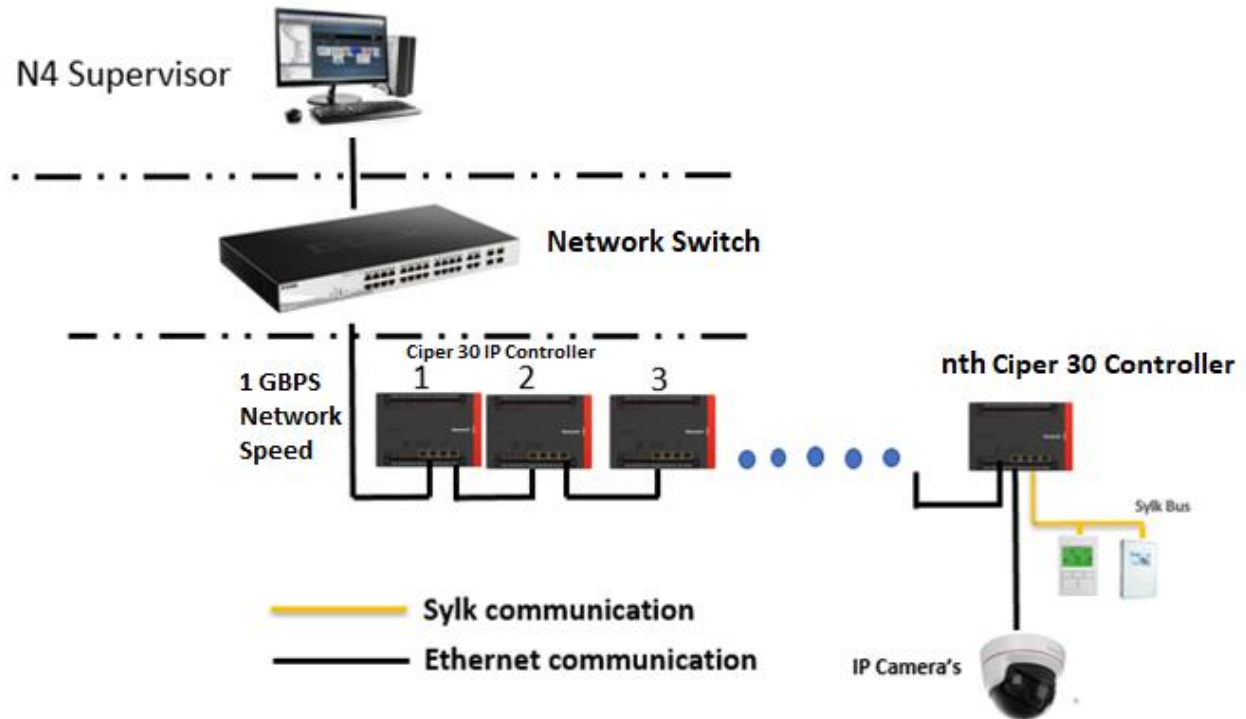 N4 Supervisor
Network Switch
Ciper 30 IP Controller
1 2 3
1 GBPS
Network
Speed
nth Ciper 30 Controller
Sylk Bus
Sylk communication
Ethernet communication
IP Camera's